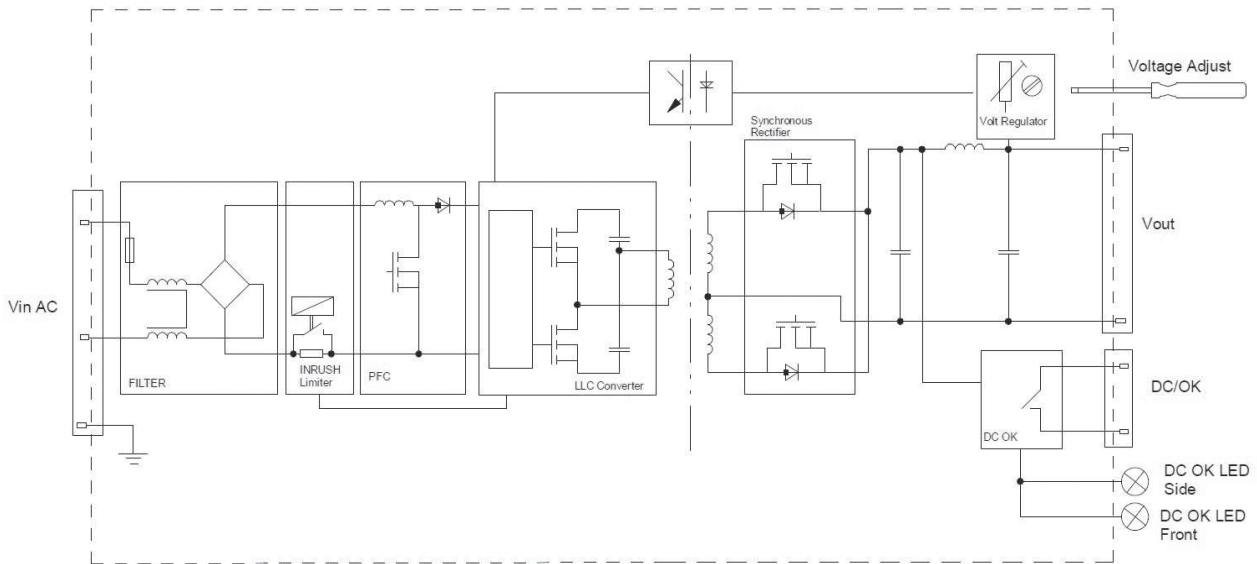 Voltage Adjust
Volt Regulator
Synchronous
Rectifier
Vout
Vin AC
FILTER
INRUSH
Limiter
PFC
LLC Converter
DC/OK
DC OK
DC OK LED
Side
DC OK LED
Front